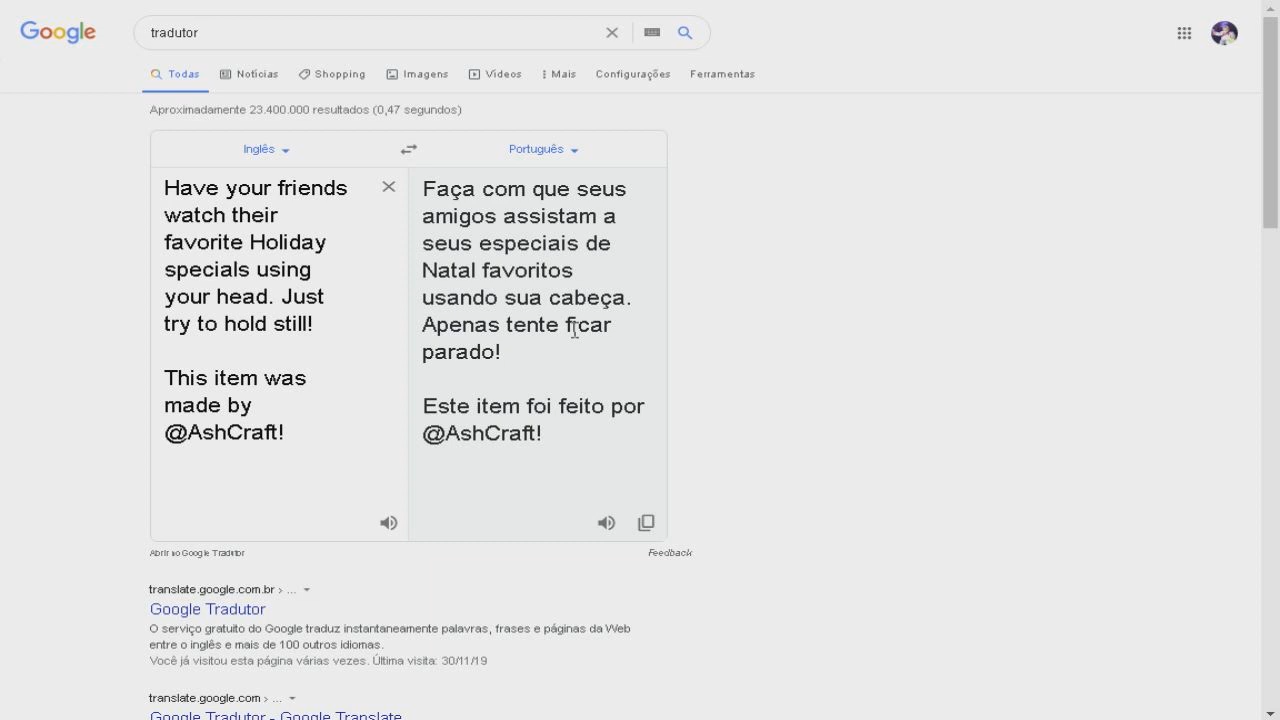 Google
tradutor
Todas Notícias Shopping Imagens Vídeos Mais Configurações Ferramentas
Aproximadamente 23.400.000 resultados (0,47 segundos)
Inglês Português
Have your friends
watch their
favorite Holiday
specials using
your head. Just
try to hold still!
This item was
made by
@AshCraft!
Faça com que seus
amigos assistam a
seus especiais de
Natal favoritos
usando sua cabeça.
Apenas tente ficar
parado!
Este item foi feito por
@AshCraft!
Abrir no Google Tradutor Feedback
translate.google.com.br › ...
Google Tradutor
O serviço gratuito do Google traduz instantaneamente palavras, frases e páginas da Web
entre o inglês e mais de 100 outros idiomas.
Você já visitou esta página várias vezes. Última visita: 30/11/19
translate.google.com › ...
Google Tradutor - Google Translate